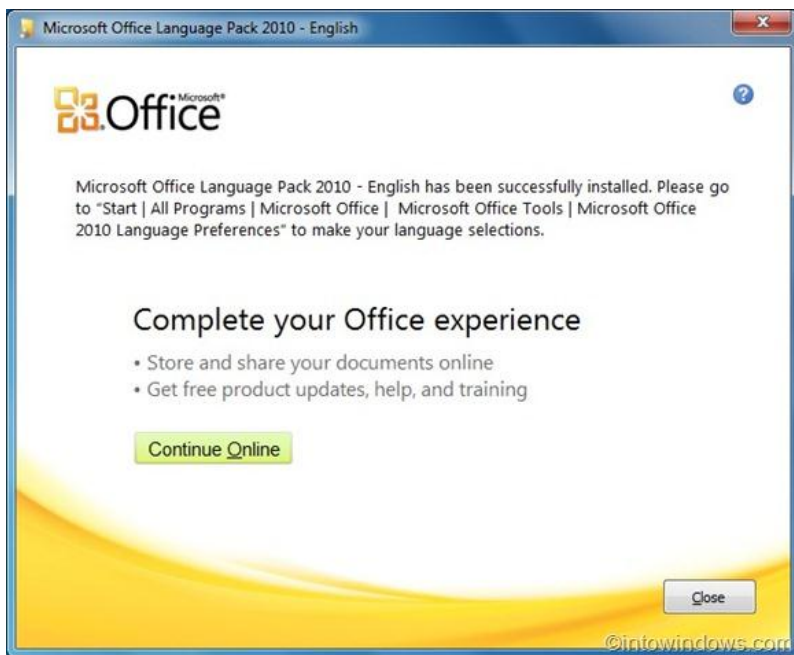 Microsoft Office Language Pack 2010 - English
x
Microsoft®
Office
?
Microsoft Office Language Pack 2010 - English has been successfully installed. Please go
to “Start | All Programs | Microsoft Office | Microsoft Office Tools | Microsoft Office
2010 Language Preferences” to make your language selections.
Complete your Office experience
• Store and share your documents online
• Get free product updates, help, and training
Continue Online
Close
©intowindows.com